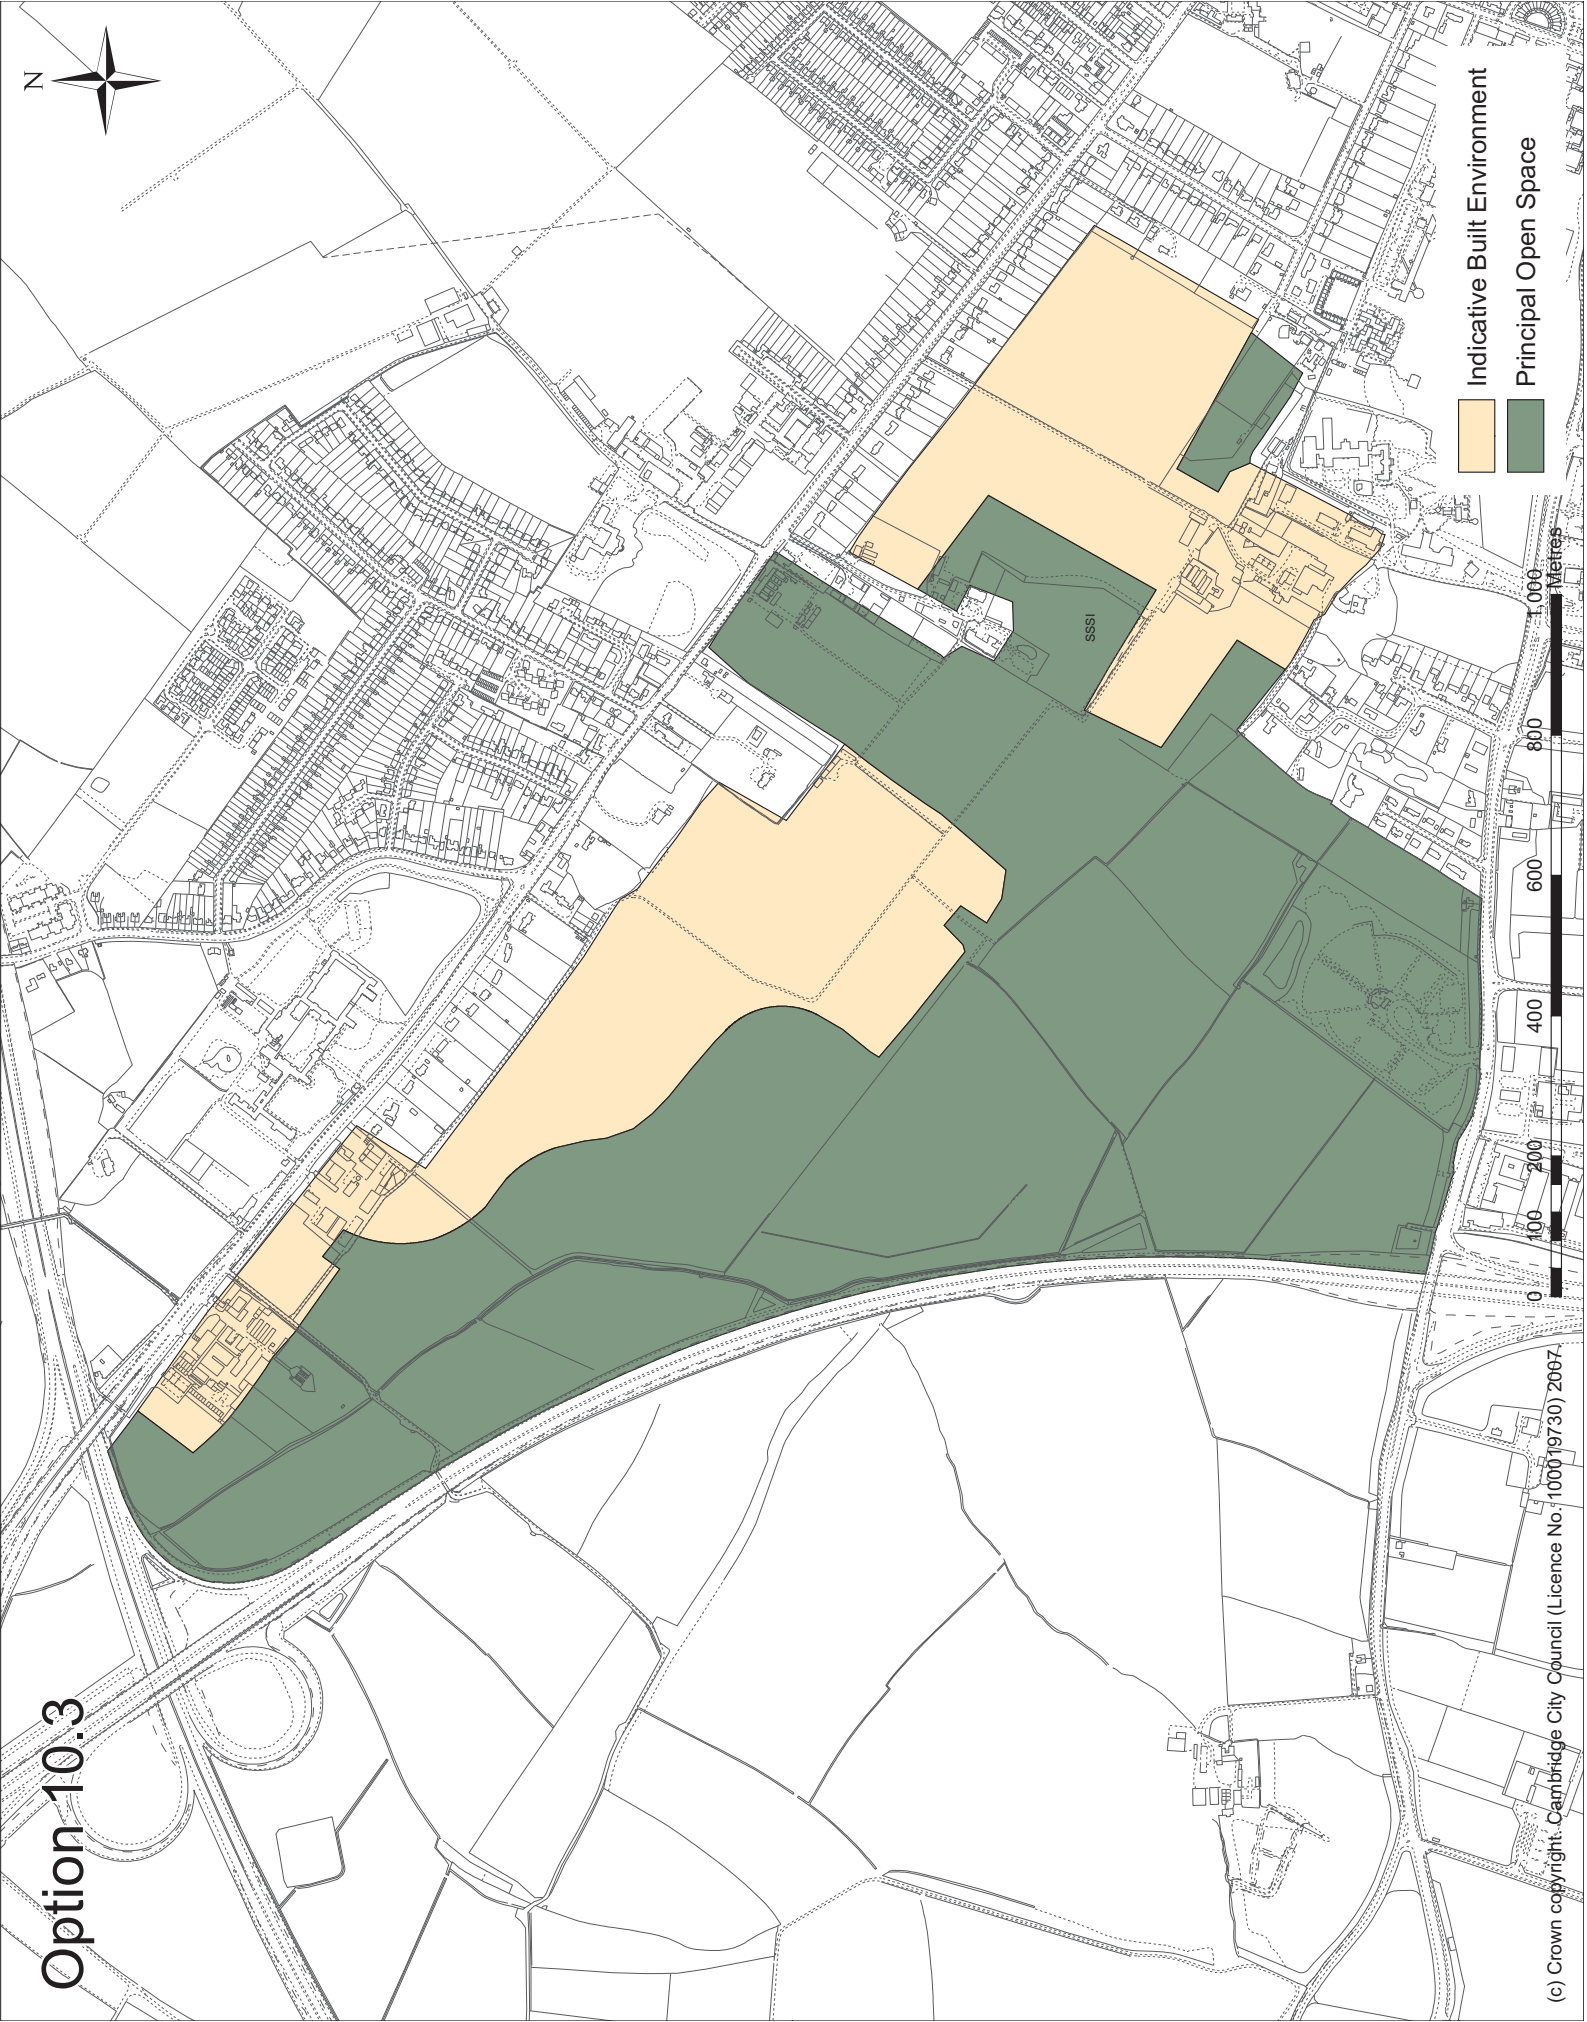 Option 10.3
N
SSSI
Indicative Built Environment
Principal Open Space
0 100 200 400 600 800 1,000
Metres
(c) Crown copyright. Cambridge City Council (Licence No. 100019730) 2007.